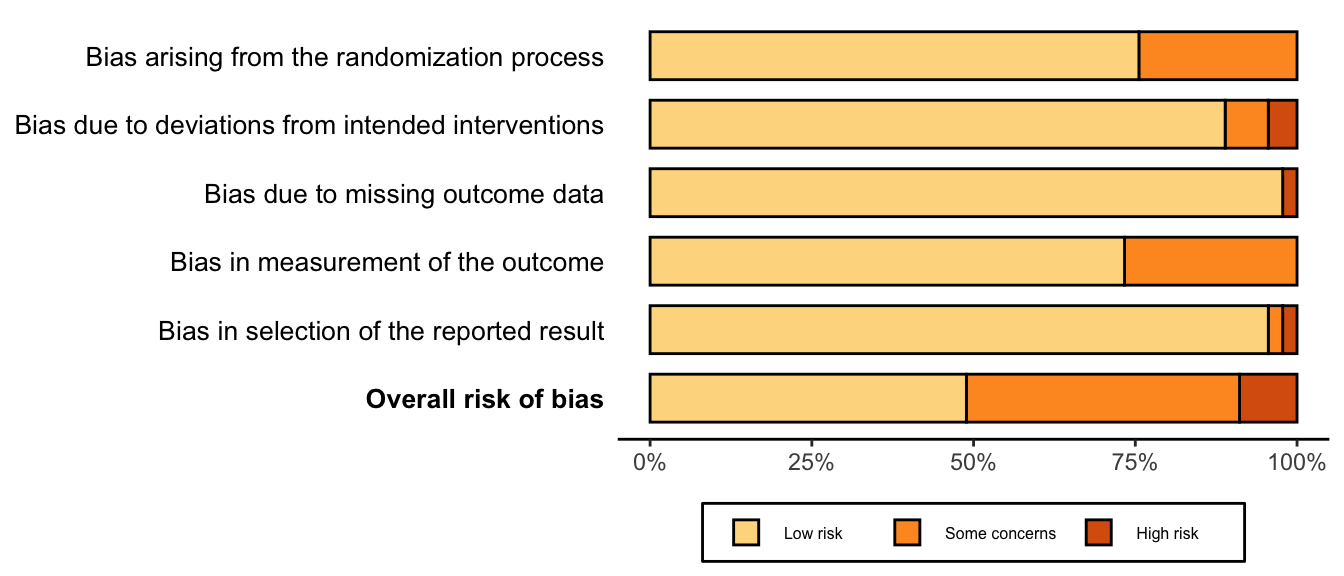 Bias arising from the randomization process
Bias due to deviations from intended interventions
Bias due to missing outcome data
Bias in measurement of the outcome
Bias in selection of the reported result
Overall risk of bias
0% 25% 50% 75% 100%
Low risk Some concerns High risk